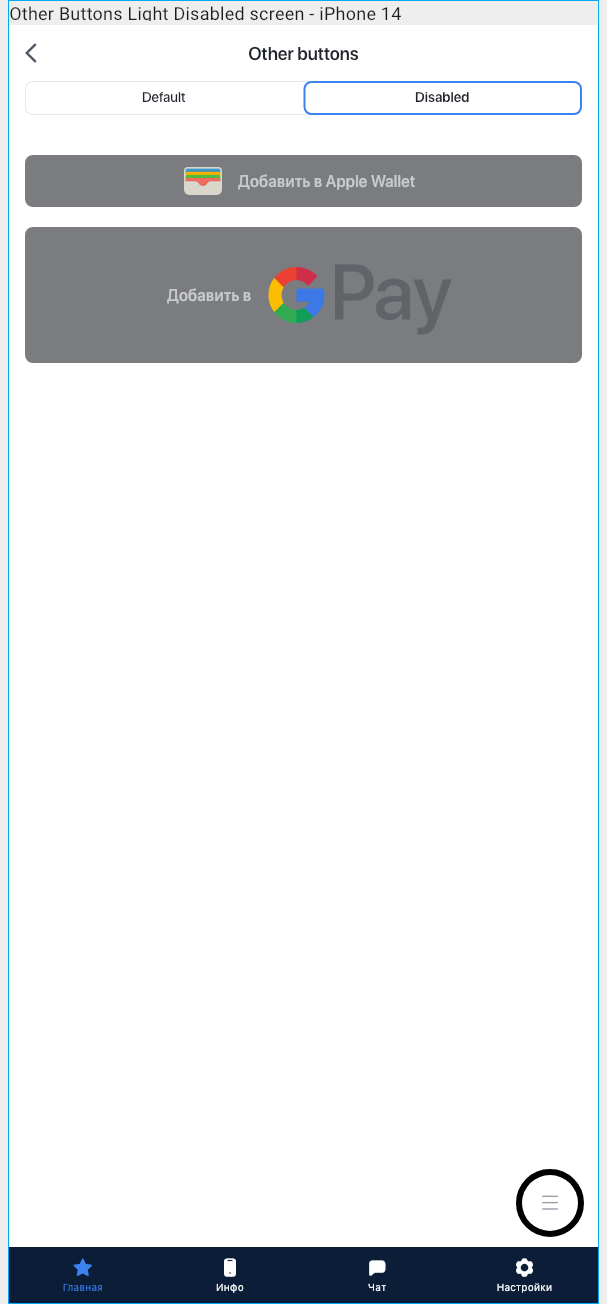 Other Buttons Light Disabled screen - iPhone 14
Other buttons
Default
Disabled
Добавить в Apple Wallet
Добавить в G Pay
Главная
Инфо
Чат
Настройки